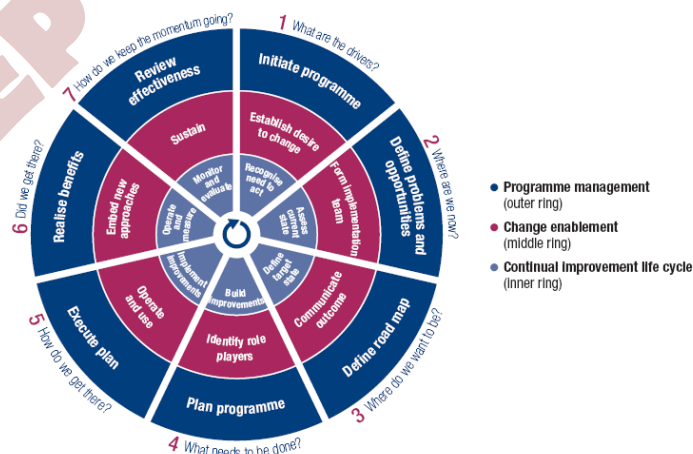 1 What are the drivers?
Initiate programme
Establish desire
to change
Recognise
need to
act
2 Where are we now?
Define problems and
opportunities
Form implementation
team
Assess
current
state
3 Where do we want to be?
Define road map
Communicate
outcome
Define
target
state
4 What needs to be done?
Plan programme
Identify role
players
Build
improvements
5 How do we get there?
Execute plan
Operate
and use
Implement
improvements
6 Did we get there?
Realise benefits
Embed new
approaches
Operate
and
measure
7 How do we keep the momentum going?
Review
effectiveness
Sustain
Monitor
and
evaluate
• Programme management
(outer ring)
• Change enablement
(middle ring)
• Continual improvement life cycle
(inner ring)